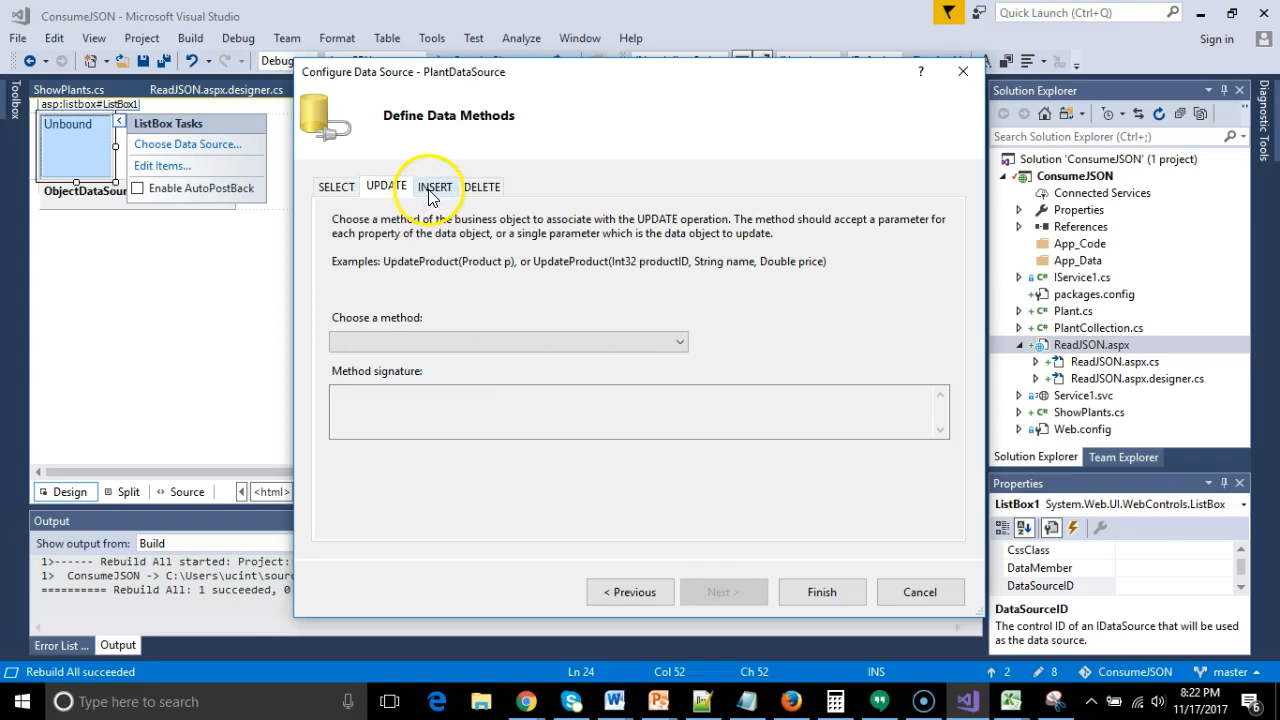 ConsumeJSON - Microsoft Visual Studio
Quick Launch (Ctrl+Q)
File Edit View Project Build Debug Team Format Table Tools Test Analyze Window Help
Sign in
Debug
Toolbox
ShowPlants.cs ReadJSON.aspx.designer.cs
asp:listbox#ListBox1
Unbound
ListBox Tasks
Choose Data Source...
Edit Items...
Enable AutoPostBack
ObjectDataSour
Configure Data Source - PlantDataSource
?
Define Data Methods
SELECT UPDATE INSERT DELETE
Choose a method of the business object to associate with the UPDATE operation. The method should accept a parameter for
each property of the data object, or a single parameter which is the data object to update.
Examples: UpdateProduct(Product p), or UpdateProduct(Int32 productID, String name, Double price)
Choose a method:
Method signature:
< Previous Next > Finish Cancel
Design Split Source <html>
Output
Show output from: Build
1>------ Rebuild All started: Project:
1> ConsumeJSON -> C:\Users\ucint\source
========== Rebuild All: 1 succeeded, 0
Error List ... Output
Solution Explorer
Search Solution Explorer (Ctrl+;)
Solution 'ConsumeJSON' (1 project)
ConsumeJSON
Connected Services
Properties
References
App_Code
App_Data
IService1.cs
packages.config
Plant.cs
PlantCollection.cs
ReadJSON.aspx
ReadJSON.aspx.cs
ReadJSON.aspx.designer.cs
Service1.svc
ShowPlants.cs
Web.config
Solution Explorer Team Explorer
Properties
ListBox1 System.Web.UI.WebControls.ListBox
CssClass
DataMember
DataSourceID
DataSourceID
The control ID of an IDataSource that will be used
as the data source.
Diagnostic Tools
Rebuild All succeeded Ln 24 Col 52 Ch 52 INS 2 8 ConsumeJSON master
Type here to search
8:22 PM
11/17/2017
6